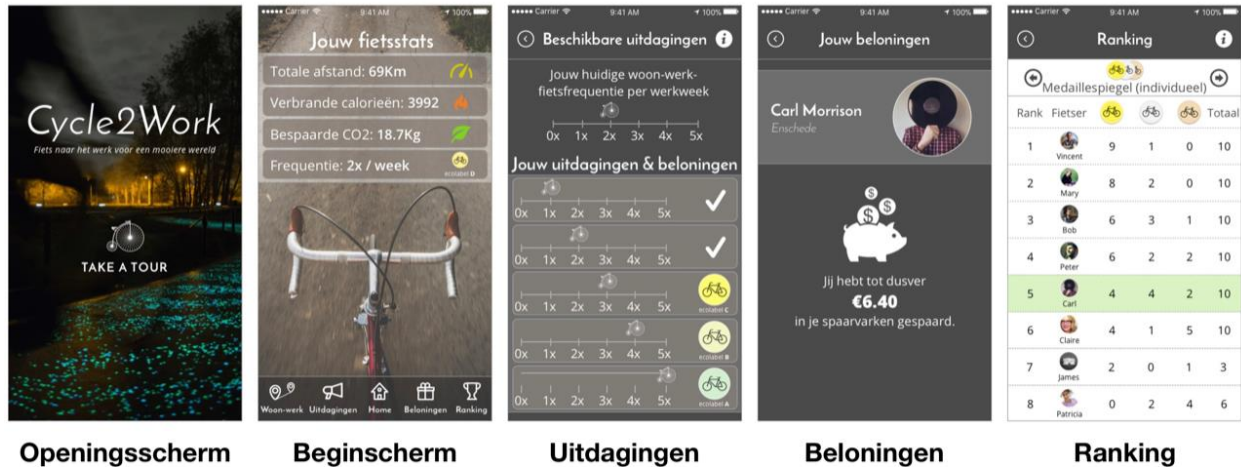 Cycle2Work
Fiets naar het werk voor een mooiere wereld
TAKE A TOUR
Openingsscherm
Carrier 9:41 AM 100%
Jouw fietsstats
Totale afstand: 69Km
Verbrande calorieën: 3992
Bespaarde CO2: 18.7Kg
Frequentie: 2x / week
ecolabel D
Woon-werk Uitdagingen Home Beloningen Ranking
Beginscherm
Carrier 9:41 AM 100%
Beschikbare uitdagingen i
Jouw huidige woon-werk-
fietsfrequentie per werkweek
0x 1x 2x 3x 4x 5x
Jouw uitdagingen & beloningen
0x 1x 2x 3x 4x 5x
0x 1x 2x 3x 4x 5x
0x 1x 2x 3x 4x 5x
ecolabel C
0x 1x 2x 3x 4x 5x
ecolabel B
0x 1x 2x 3x 4x 5x
ecolabel A
Uitdagingen
Carrier 9:41 AM 100%
Jouw beloningen
Carl Morrison
Enschede
$
$ $
Jij hebt tot dusver
€6.40
in je spaarvarken gespaard.
Beloningen
Carrier 9:41 AM 100%
Ranking i
Medaillespiegel (individueel)
Rank Fietser Totaal
1 Vincent 9 1 0 10
2 Mary 8 2 0 10
3 Bob 6 3 1 10
4 Peter 6 2 2 10
5 Carl 4 4 2 10
6 Claire 4 1 5 10
7 James 2 0 1 3
8 Patricia 0 2 4 6
Ranking